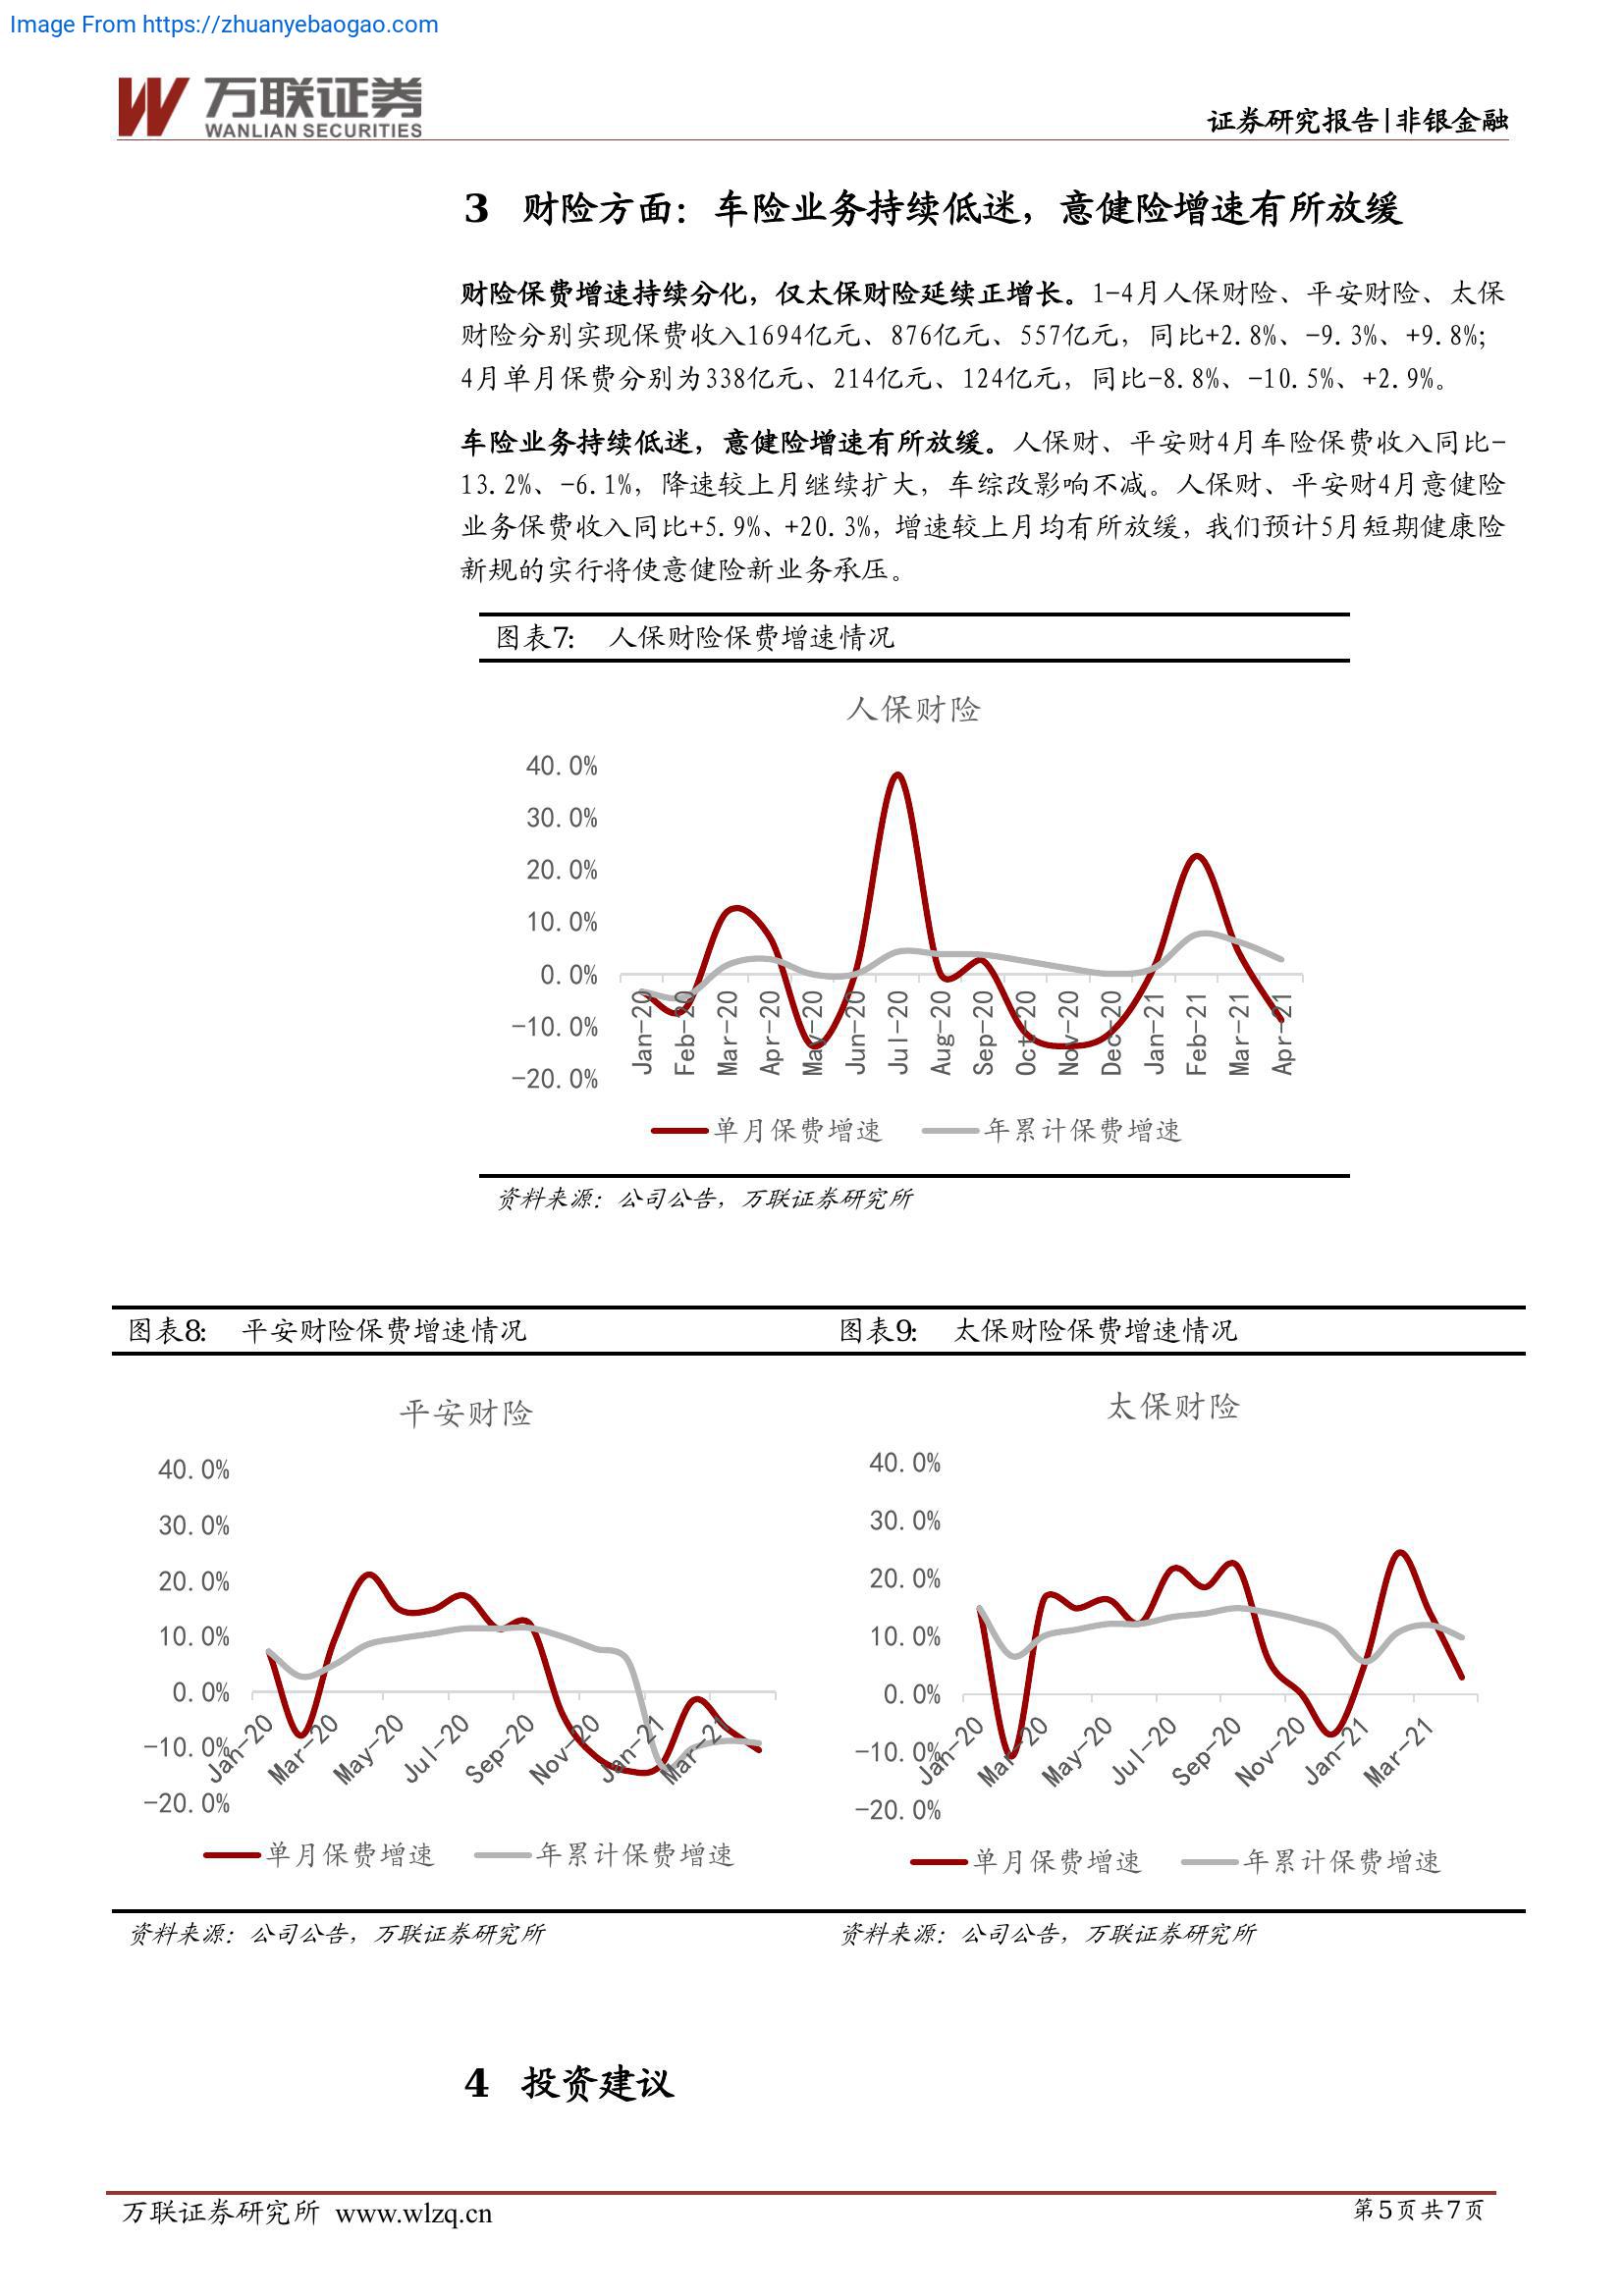 Image From https://zhuanyebaogao.com
万联证券
WANLIAN SECURITIES
证券研究报告|非银金融
3 财险方面：车险业务持续低迷，意健险增速有所放缓
财险保费增速持续分化，仅太保财险延续正增长。1-4月人保财险、平安财险、太保
财险分别实现保费收入1694亿元、876亿元、557亿元，同比+2.8%、-9.3%、+9.8%；
4月单月保费分别为338亿元、214亿元、124亿元，同比-8.8%、-10.5%、+2.9%。
车险业务持续低迷，意健险增速有所放缓。人保财、平安财4月车险保费收入同比-
13.2%、-6.1%，降速较上月继续扩大，车综改影响不减。人保财、平安财4月意健险
业务保费收入同比+5.9%、+20.3%，增速较上月均有所放缓，我们预计5月短期健康险
新规的实行将使意健险新业务承压。
图表7： 人保财险保费增速情况
人保财险
40.0%
30.0%
20.0%
10.0%
0.0%
-10.0%
-20.0%
Jan-20
Feb-20
Mar-20
Apr-20
May-20
Jun-20
Jul-20
Aug-20
Sep-20
Oct-20
Nov-20
Dec-20
Jan-21
Feb-21
Mar-21
Apr-21
单月保费增速
年累计保费增速
资料来源：公司公告，万联证券研究所
图表8： 平安财险保费增速情况
平安财险
40.0%
30.0%
20.0%
10.0%
0.0%
-10.0%
-20.0%
Jan-20
Mar-20
May-20
Jul-20
Sep-20
Nov-20
Jan-21
Mar-21
单月保费增速
年累计保费增速
资料来源：公司公告，万联证券研究所
图表9： 太保财险保费增速情况
太保财险
40.0%
30.0%
20.0%
10.0%
0.0%
-10.0%
-20.0%
Jan-20
Mar-20
May-20
Jul-20
Sep-20
Nov-20
Jan-21
Mar-21
单月保费增速
年累计保费增速
资料来源：公司公告，万联证券研究所
4 投资建议
万联证券研究所 www.wlzq.cn
第5页共7页